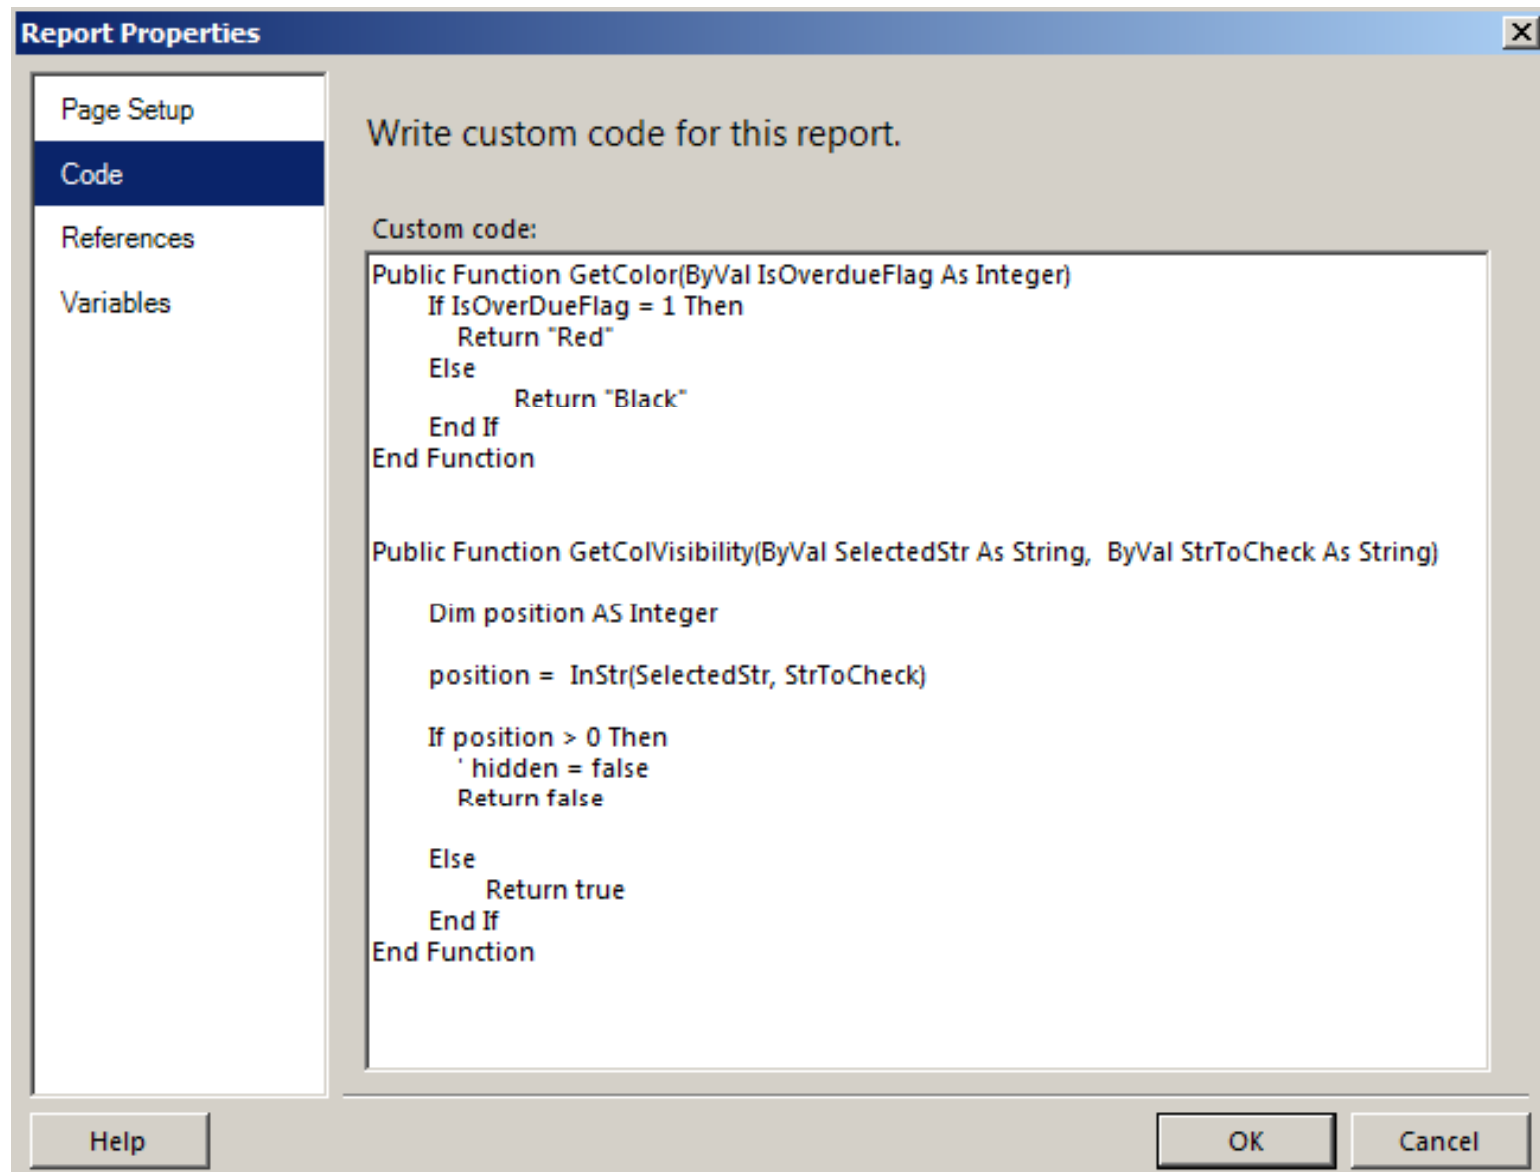 Report Properties
Page Setup
Code
References
Variables
Write custom code for this report.
Custom code:
Public Function GetColor(ByVal IsOverdueFlag As Integer)
If IsOverDueFlag = 1 Then
Return "Red"
Else
Return "Black"
End If
End Function
Public Function GetColVisibility(ByVal SelectedStr As String,  ByVal StrToCheck As String)
Dim position AS Integer
position =  InStr(SelectedStr, StrToCheck)
If position > 0 Then
' hidden = false
Return false
Else
Return true
End If
End Function
Help
OK
Cancel